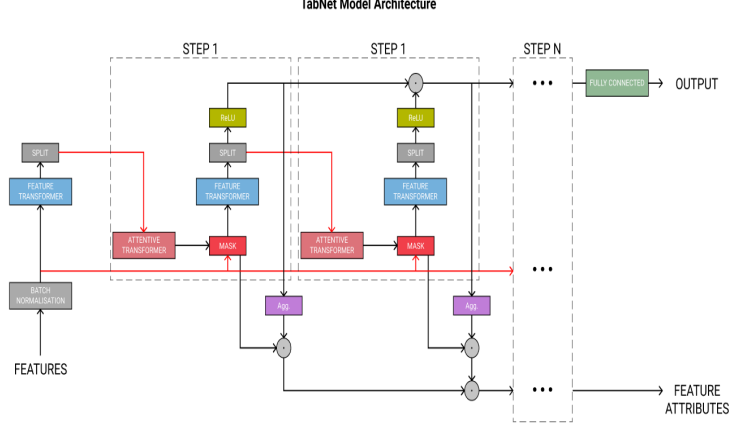 TabNet Model Architecture
STEP 1
STEP 1
STEP N
FULLY CONNECTED
OUTPUT
ReLU
ReLU
SPLIT
SPLIT
SPLIT
FEATURE
TRANSFORMER
FEATURE
TRANSFORMER
FEATURE
TRANSFORMER
ATTENTIVE
TRANSFORMER
MASK
ATTENTIVE
TRANSFORMER
MASK
BATCH
NORMALISATION
Agg.
Agg.
FEATURES
FEATURE
ATTRIBUTES